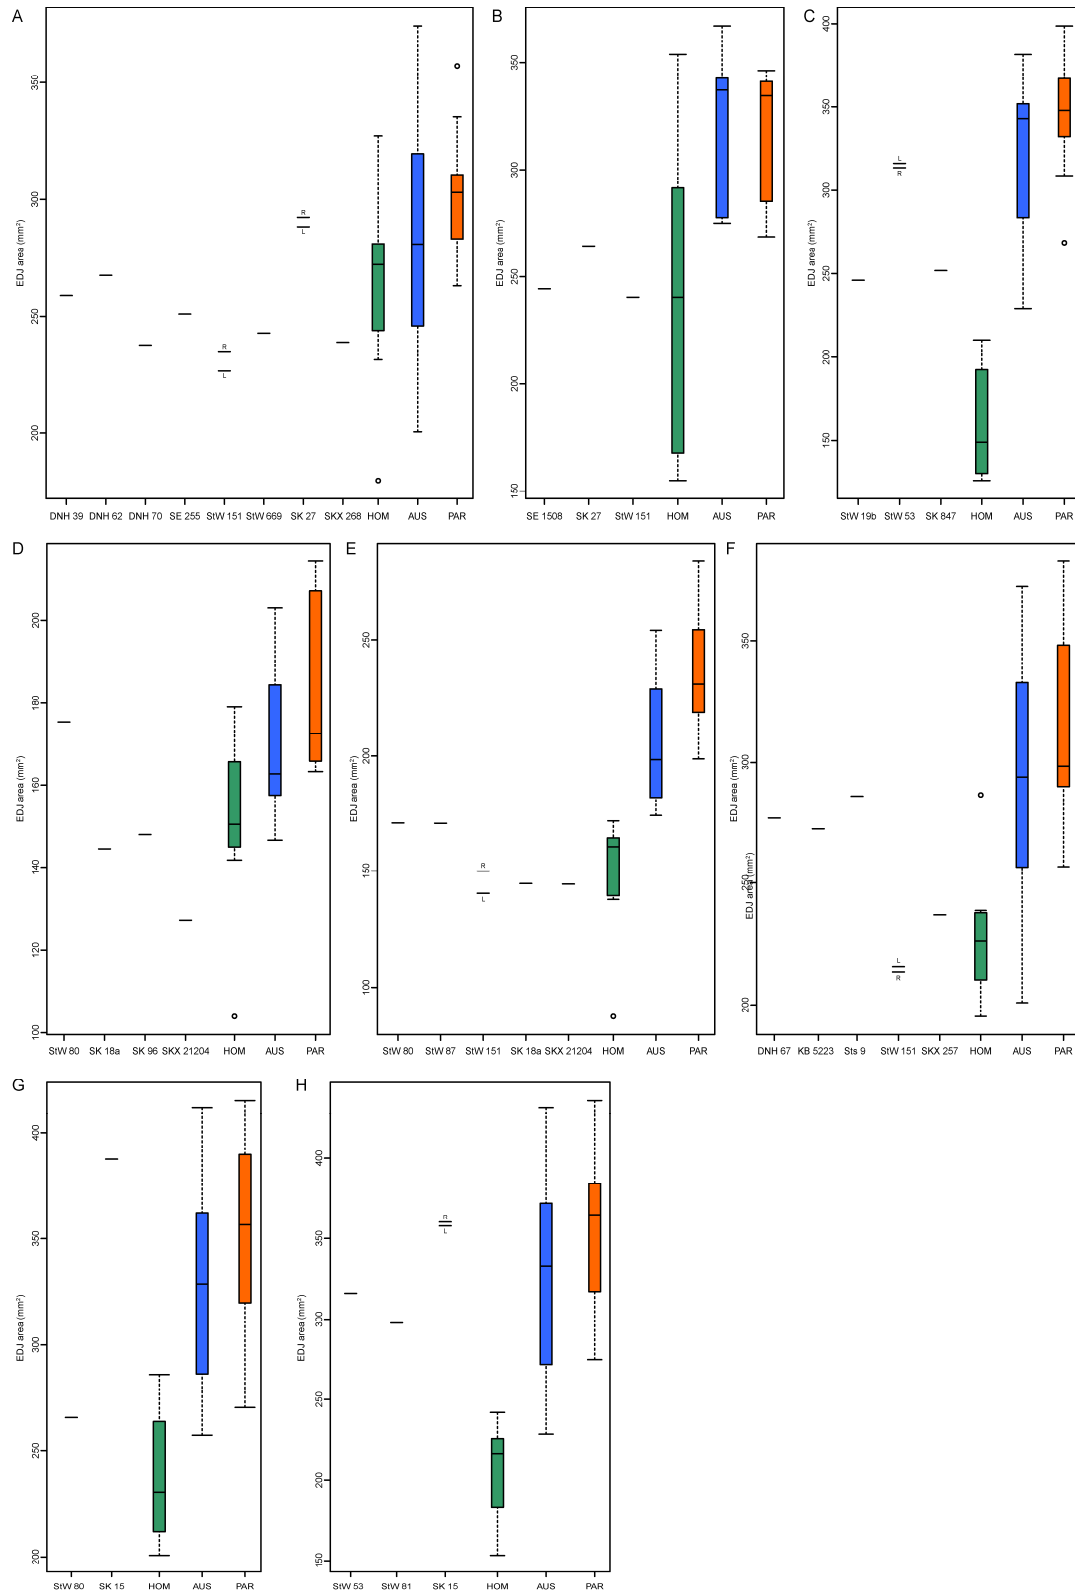 A
EDJ area (mm²)
200
250
300
350
R
L
R
L
DNH 39 DNH 62 DNH 70 SE 255 StW 151 StW 669 SK 27 SKX 268 HOM AUS PAR
B
EDJ area (mm²)
150
200
250
300
350
SE 1508 SK 27 StW 151 HOM AUS PAR
C
EDJ area (mm²)
150
200
250
300
350
400
L
R
StW 19b StW 53 SK 847 HOM AUS PAR
D
EDJ area (mm²)
100
120
140
160
180
200
StW 80 SK 18a SK 96 SKX 21204 HOM AUS PAR
E
EDJ area (mm²)
100
150
200
250
R
L
StW 80 StW 87 StW 151 SK 18a SKX 21204 HOM AUS PAR
F
EDJ area (mm²)
200
250
300
350
L
R
DNH 67 KB 5223 Sts 9 StW 151 SKX 257 HOM AUS PAR
G
EDJ area (mm²)
200
250
300
350
400
StW 80 SK 15 HOM AUS PAR
H
EDJ area (mm²)
150
200
250
300
350
400
R
L
StW 53 StW 81 SK 15 HOM AUS PAR